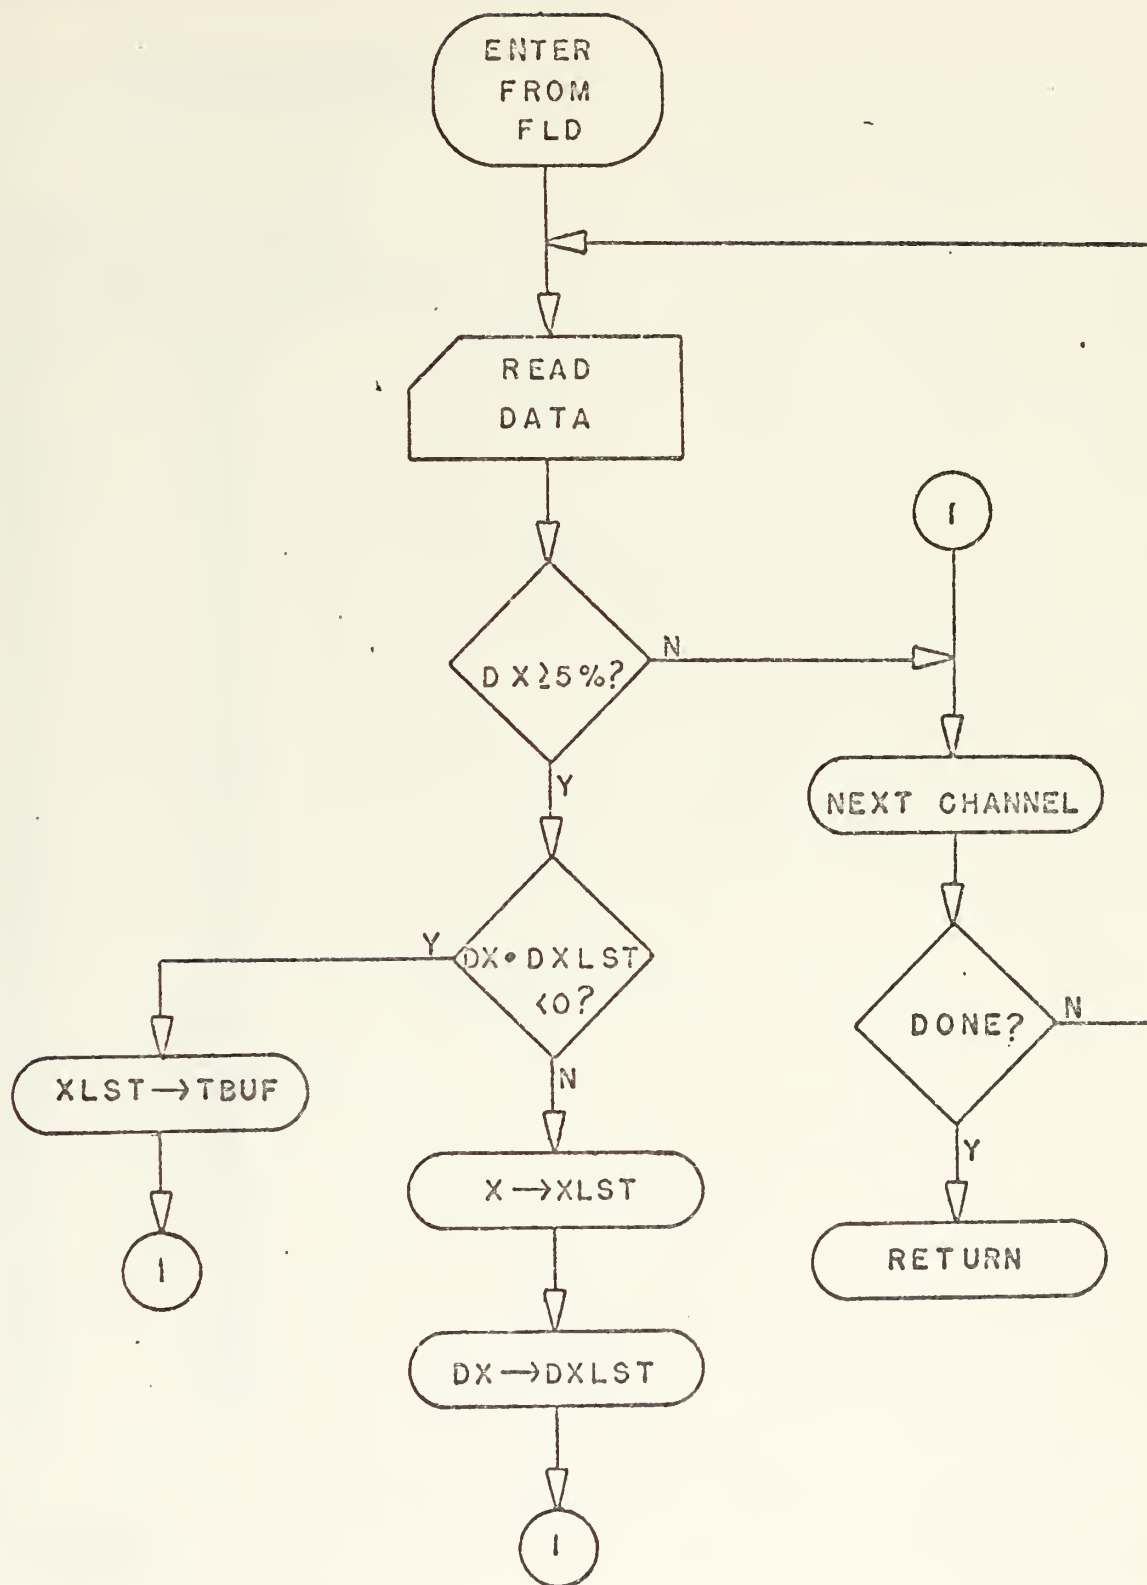 ENTER
FROM
FLD
READ
DATA
1
DX≥5%?
N
Y
NEXT CHANNEL
DX•DXLST
<0?
Y
N
DONE?
N
Y
XLST→TBUF
X→XLST
1
RETURN
DX→DXLST
1